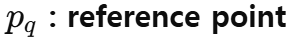 $p_q$ : reference point